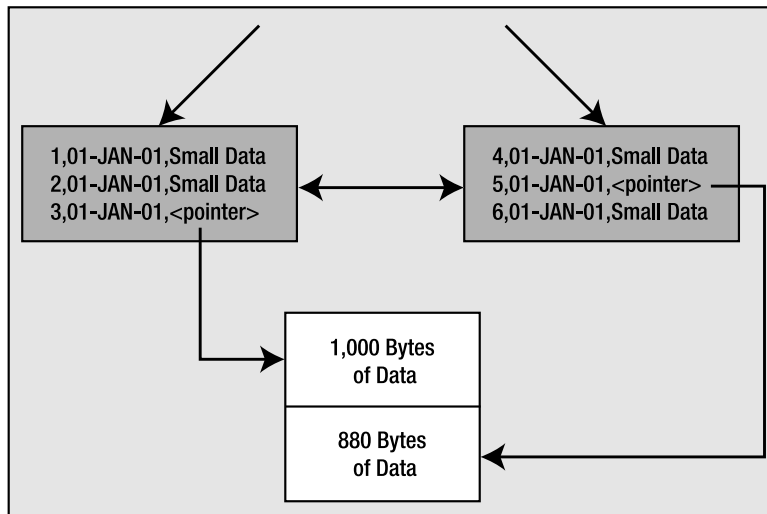 1,01-JAN-01,Small Data
2,01-JAN-01,Small Data
3,01-JAN-01,<pointer>
4,01-JAN-01,Small Data
5,01-JAN-01,<pointer>
6,01-JAN-01,Small Data
1,000 Bytes
of Data
880 Bytes
of Data